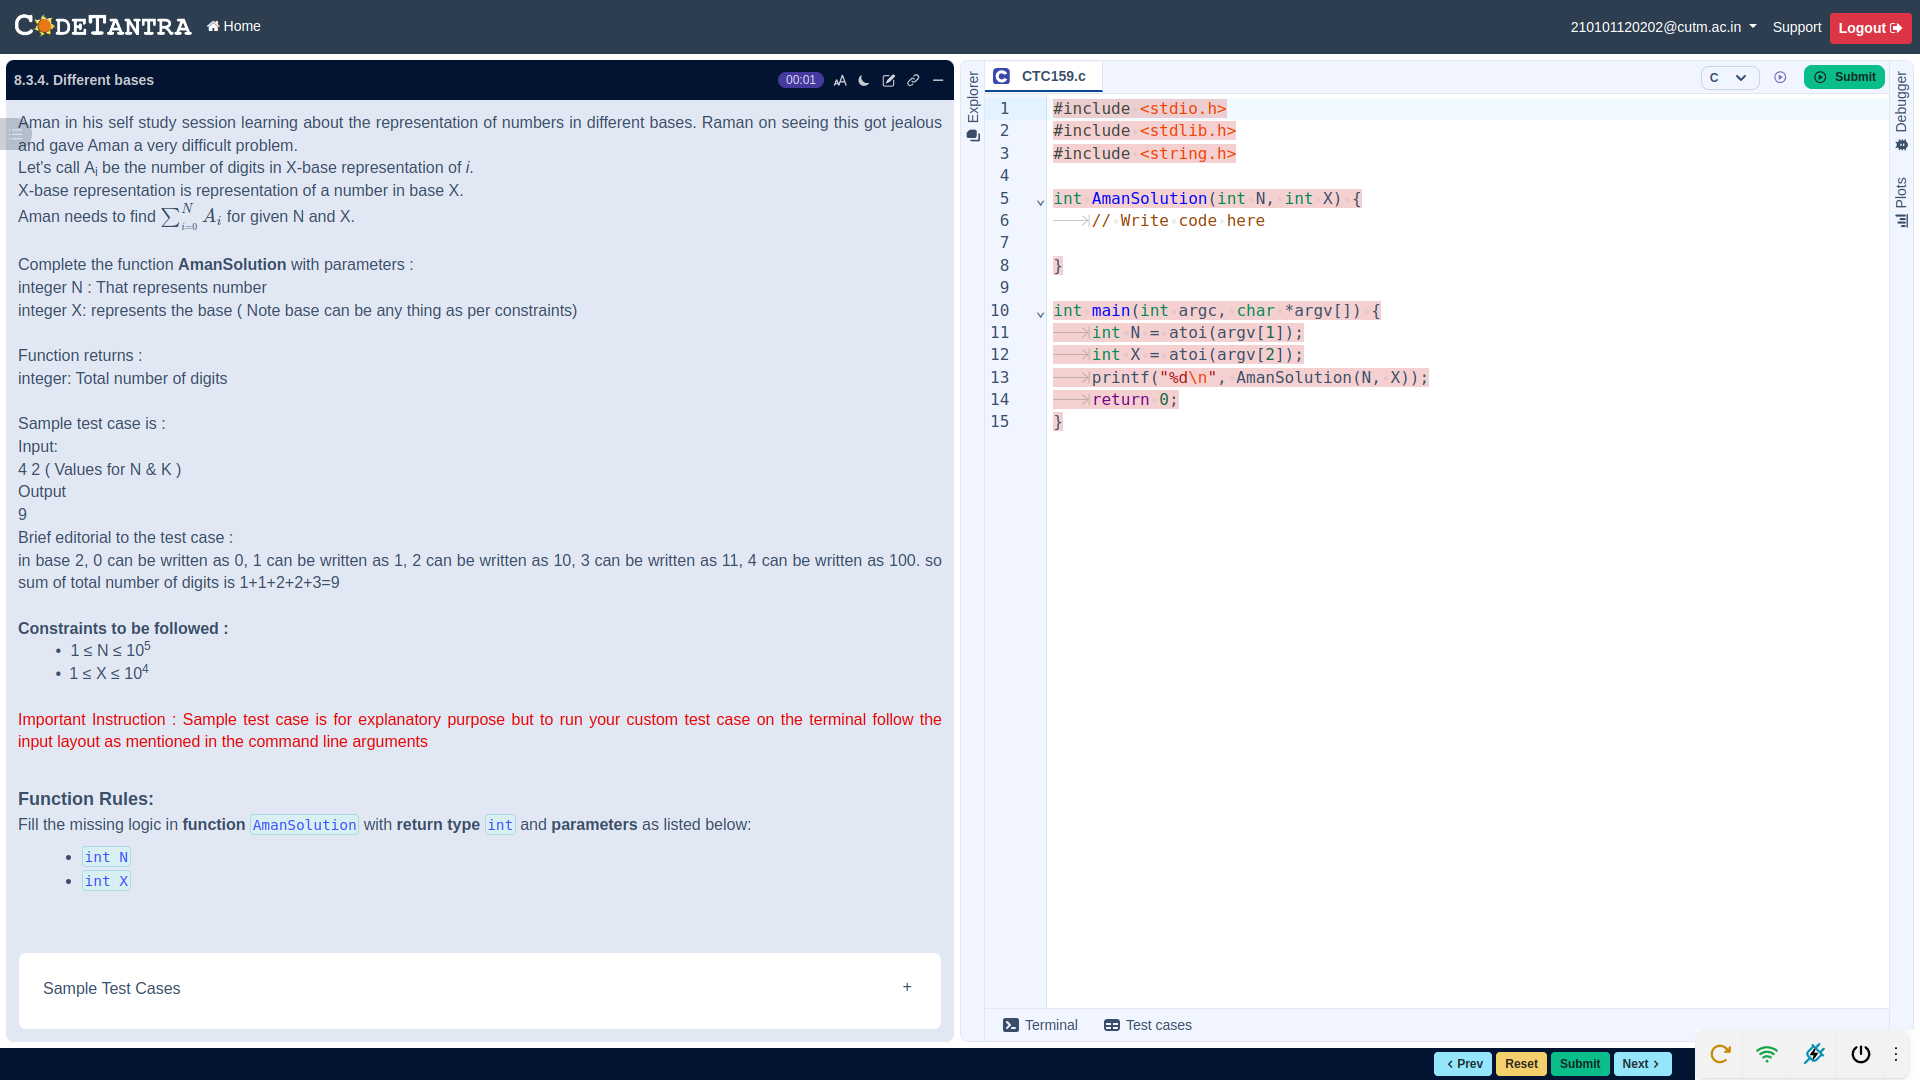 CODETANTRA
Home
210101120202@cutm.ac.in
Support
Logout
8.3.4. Different bases
00:01
Aman in his self study session learning about the representation of numbers in different bases. Raman on seeing this got jealous
and gave Aman a very difficult problem.
Let's call Ai be the number of digits in X-base representation of i.
X-base representation is representation of a number in base X.
Aman needs to find ∑_{i=0}^{N} A_i for given N and X.
Complete the function AmanSolution with parameters :
integer N : That represents number
integer X: represents the base ( Note base can be any thing as per constraints)
Function returns :
integer: Total number of digits
Sample test case is :
Input:
4 2 ( Values for N & K )
Output
9
Brief editorial to the test case :
in base 2, 0 can be written as 0, 1 can be written as 1, 2 can be written as 10, 3 can be written as 11, 4 can be written as 100. so
sum of total number of digits is 1+1+2+2+3=9
Constraints to be followed :
• 1 ≤ N ≤ 10^5
• 1 ≤ X ≤ 10^4
Important Instruction : Sample test case is for explanatory purpose but to run your custom test case on the terminal follow the
input layout as mentioned in the command line arguments
Function Rules:
Fill the missing logic in function AmanSolution with return type int and parameters as listed below:
• int N
• int X
Sample Test Cases
+
Explorer
CTC159.c
C
Submit
1 #include <stdio.h>
2 #include <stdlib.h>
3 #include <string.h>
4
5 int AmanSolution(int N, int X) {
6 // Write code here
7
8 }
9
10 int main(int argc, char *argv[]) {
11 int N = atoi(argv[1]);
12 int X = atoi(argv[2]);
13 printf("%d\n", AmanSolution(N, X));
14 return 0;
15 }
Debugger
Plots
Terminal
Test cases
Prev
Reset
Submit
Next